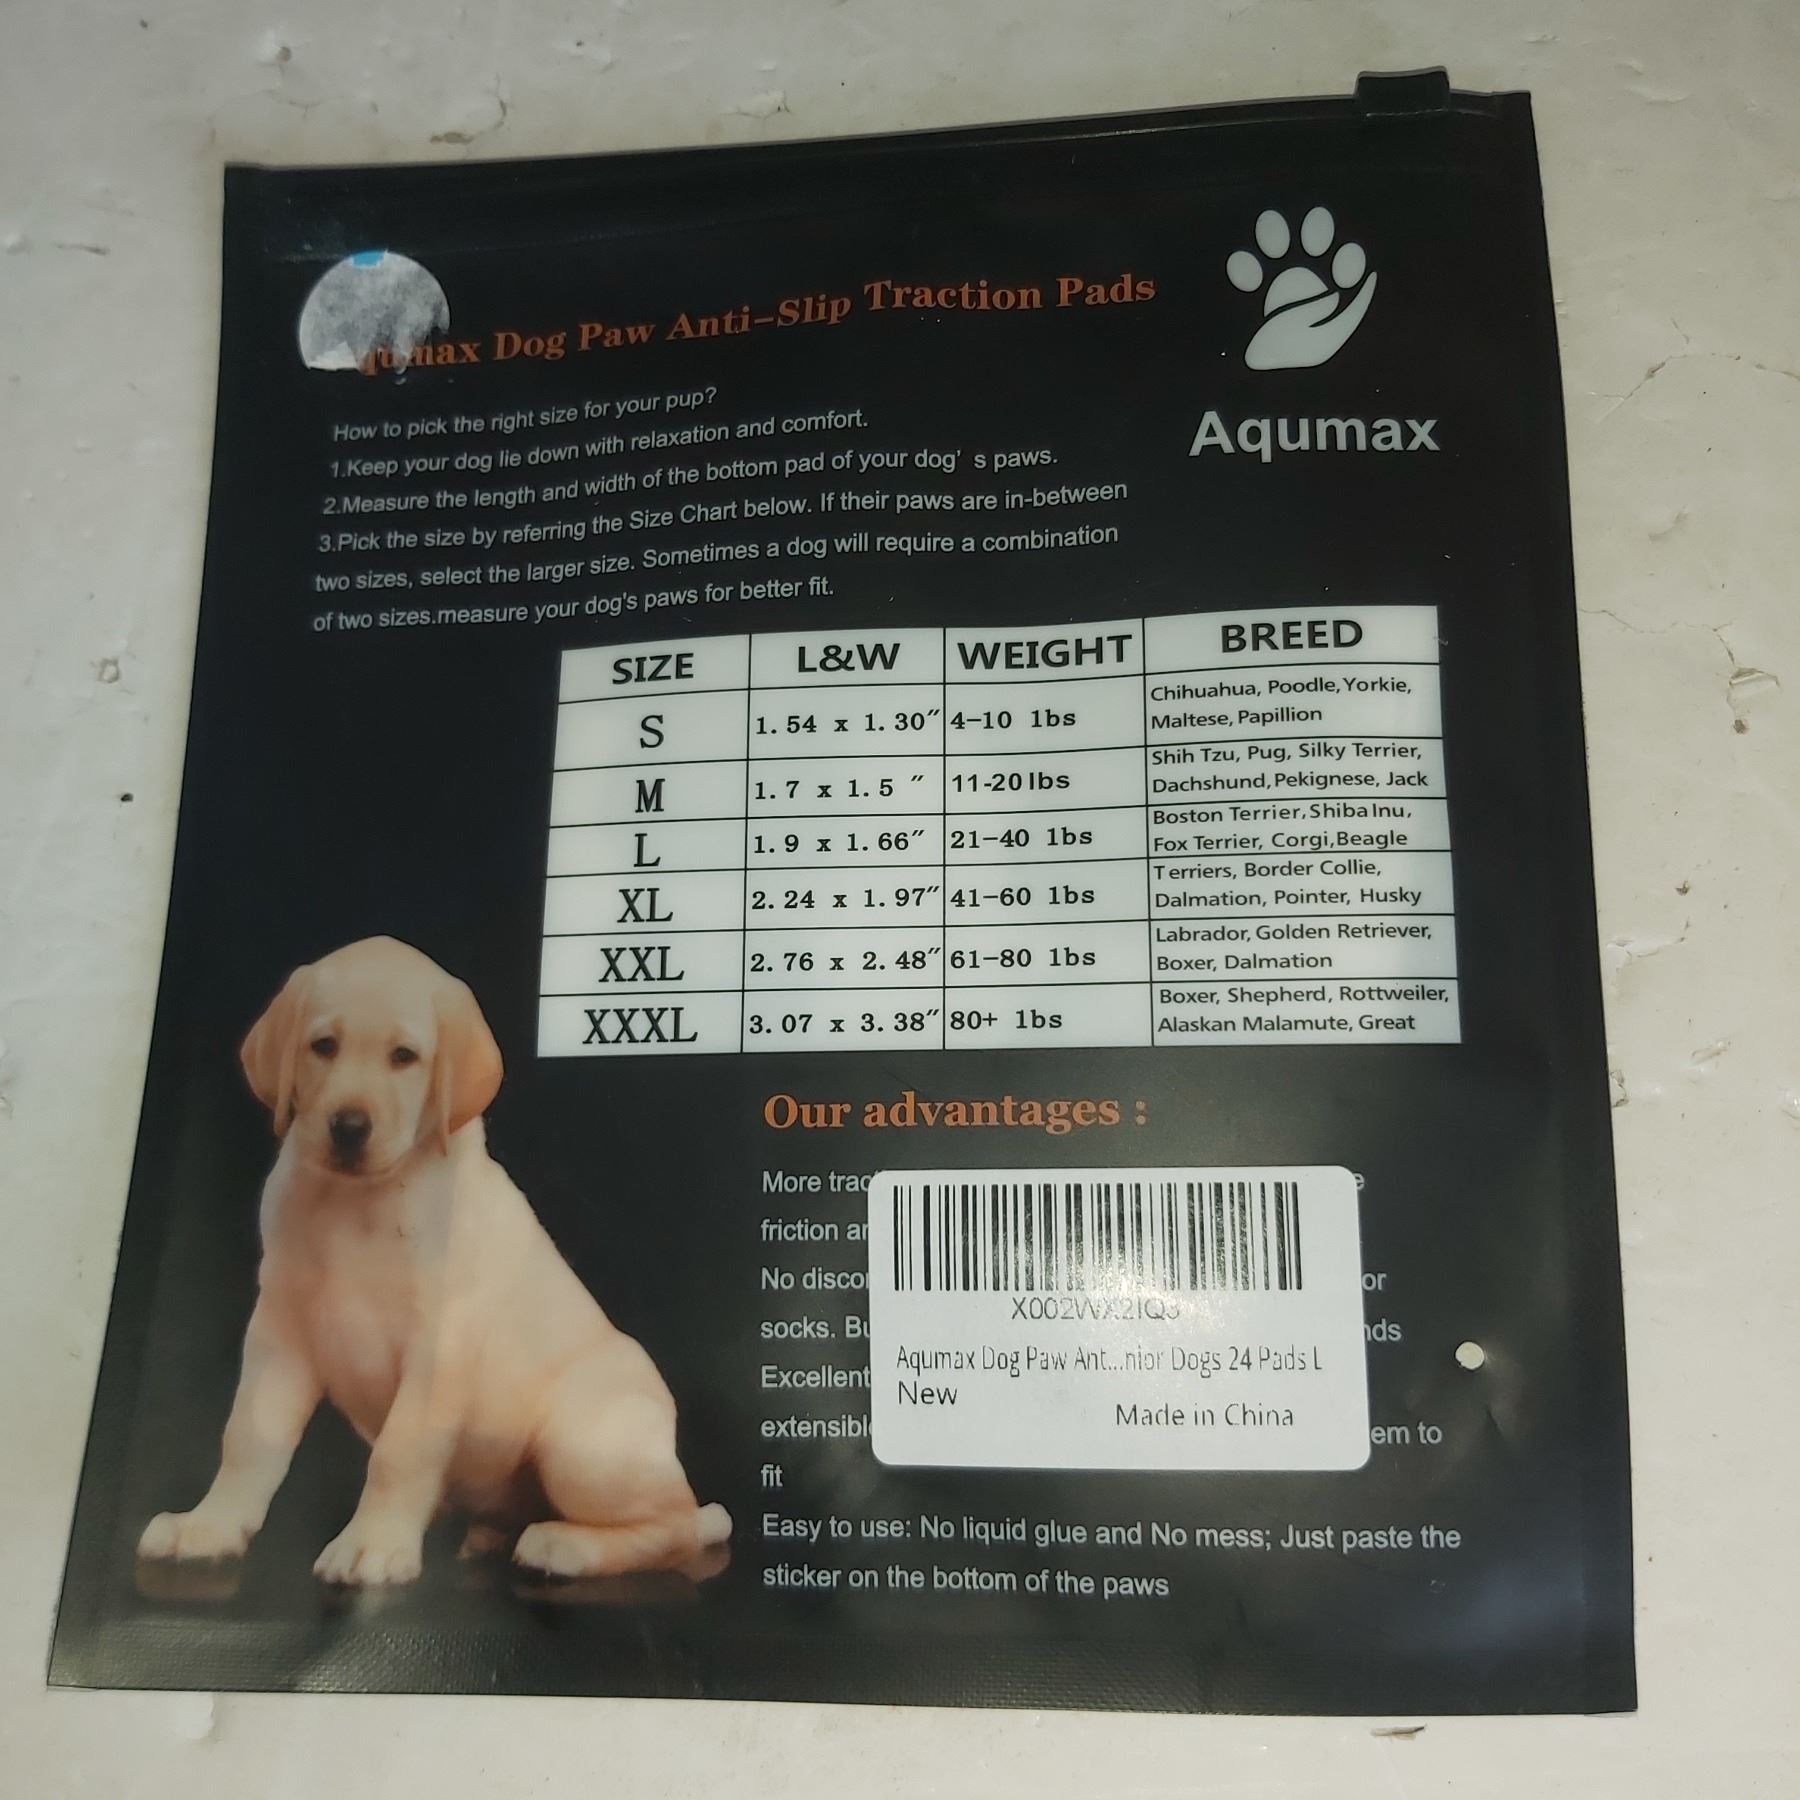 Dog Paw Anti-Slip Traction Pads
How to pick the right size for your pup?
1.Keep your dog lie down with relaxation and comfort.
2.Measure the length and width of the bottom pad of your dog's paws.
3.Pick the size by referring the Size Chart below. If their paws are in-between
two sizes, select the larger size. Sometimes a dog will require a combination
of two sizes.measure your dog's paws for better fit.
Aqumax
SIZE L&W WEIGHT BREED
S 1.54 x 1.30" 4-10 lbs Chihuahua, Poodle, Yorkie,
Maltese, Papillion
M 1.7 x 1.5 " 11-20 lbs Shih Tzu, Pug, Silky Terrier,
Dachshund, Pekignese, Jack
L 1.9 x 1.66" 21-40 lbs Boston Terrier, Shiba Inu,
Fox Terrier, Corgi, Beagle
XL 2.24 x 1.97" 41-60 lbs Terriers, Border Collie,
Dalmation, Pointer, Husky
XXL 2.76 x 2.48" 61-80 lbs Labrador, Golden Retriever,
Boxer, Dalmation
XXXL 3.07 x 3.38" 80+ lbs Boxer, Shepherd, Rottweiler,
Alaskan Malamute, Great
Our advantages :
More
friction
No or
socks.
Excellent
to
fit
Easy to use: No liquid glue and No mess; Just paste the
sticker on the bottom of the paws
X002WX2IQJ
Aqumax Dog Paw Ant...nior Dogs 24 Pads L
New
Made in China